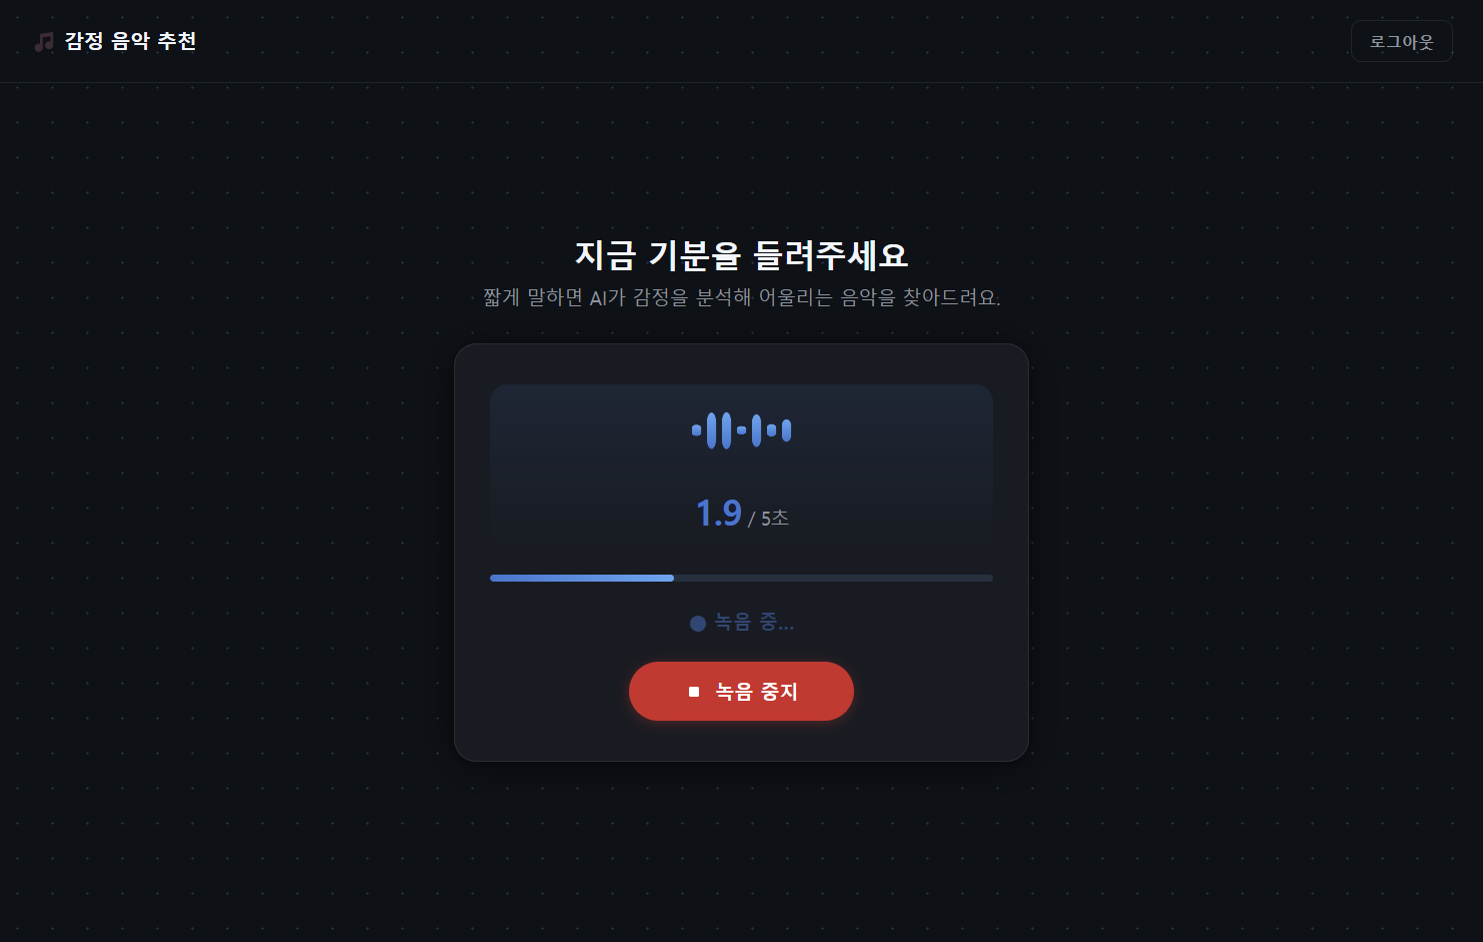 감정 음악 추천
로그아웃
지금 기분을 들려주세요
짧게 말하면 AI가 감정을 분석해 어울리는 음악을 찾아드려요.
1.9 / 5초
녹음 중...
녹음 중지